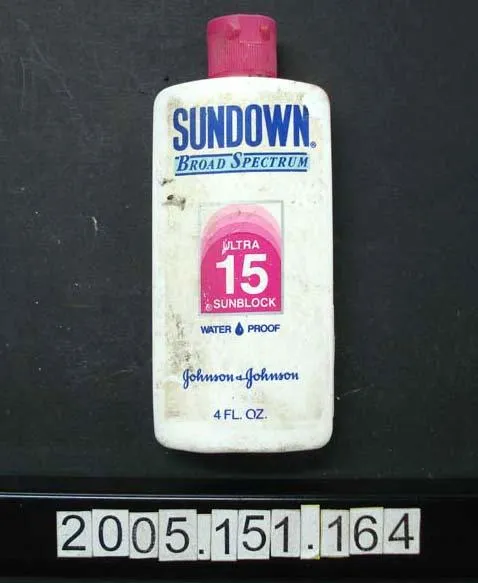 SUNDOWN®
BROAD SPECTRUM
ULTRA
15
SUNBLOCK
WATER PROOF
Johnson & Johnson
4 FL. OZ.
2005.151.164